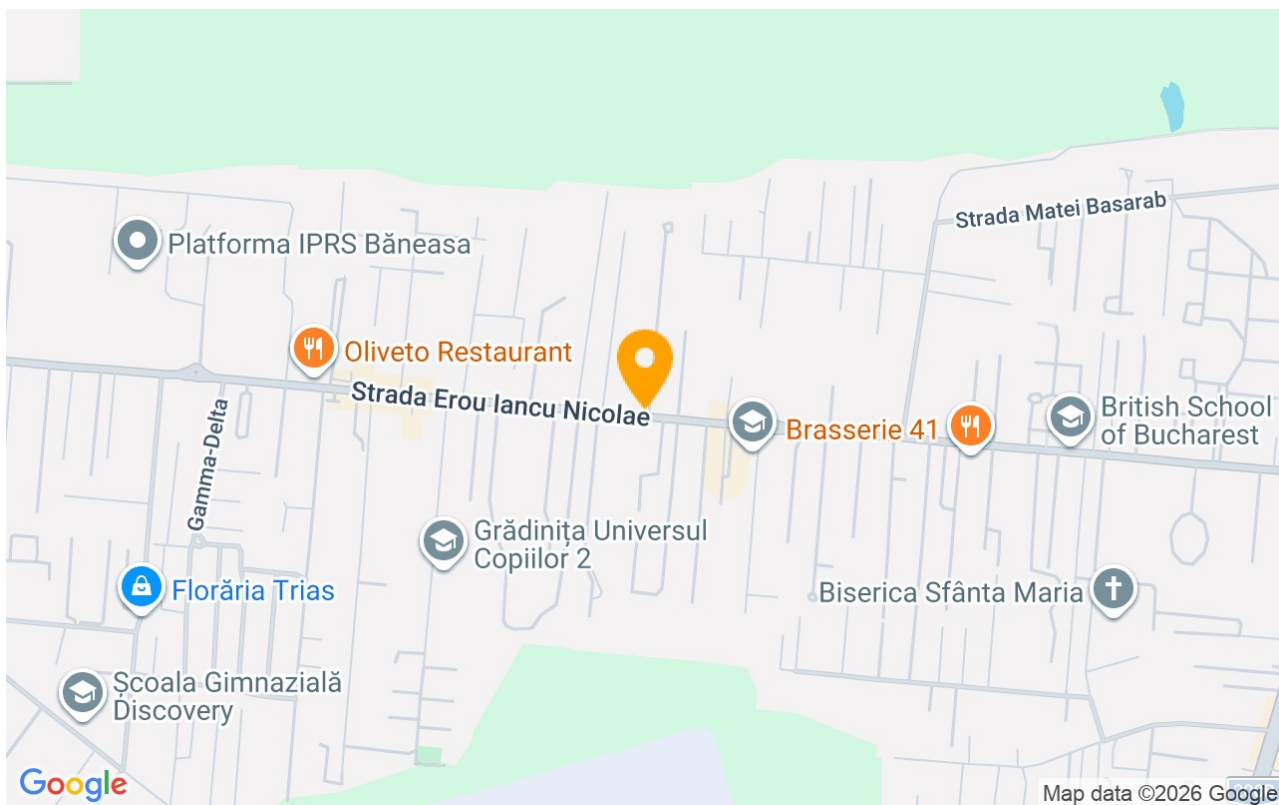 Strada Matei Basarab
Platforma IPRS Băneasa
Oliveto Restaurant
Strada Erou Iancu Nicolae
Gamma-Delta
Brasserie 41
British School
of Bucharest
Grădinița Universul
Copiilor 2
Florăria Trias
Biserica Sfânta Maria
Școala Gimnazială
Discovery
Google
Map data ©2026 Google